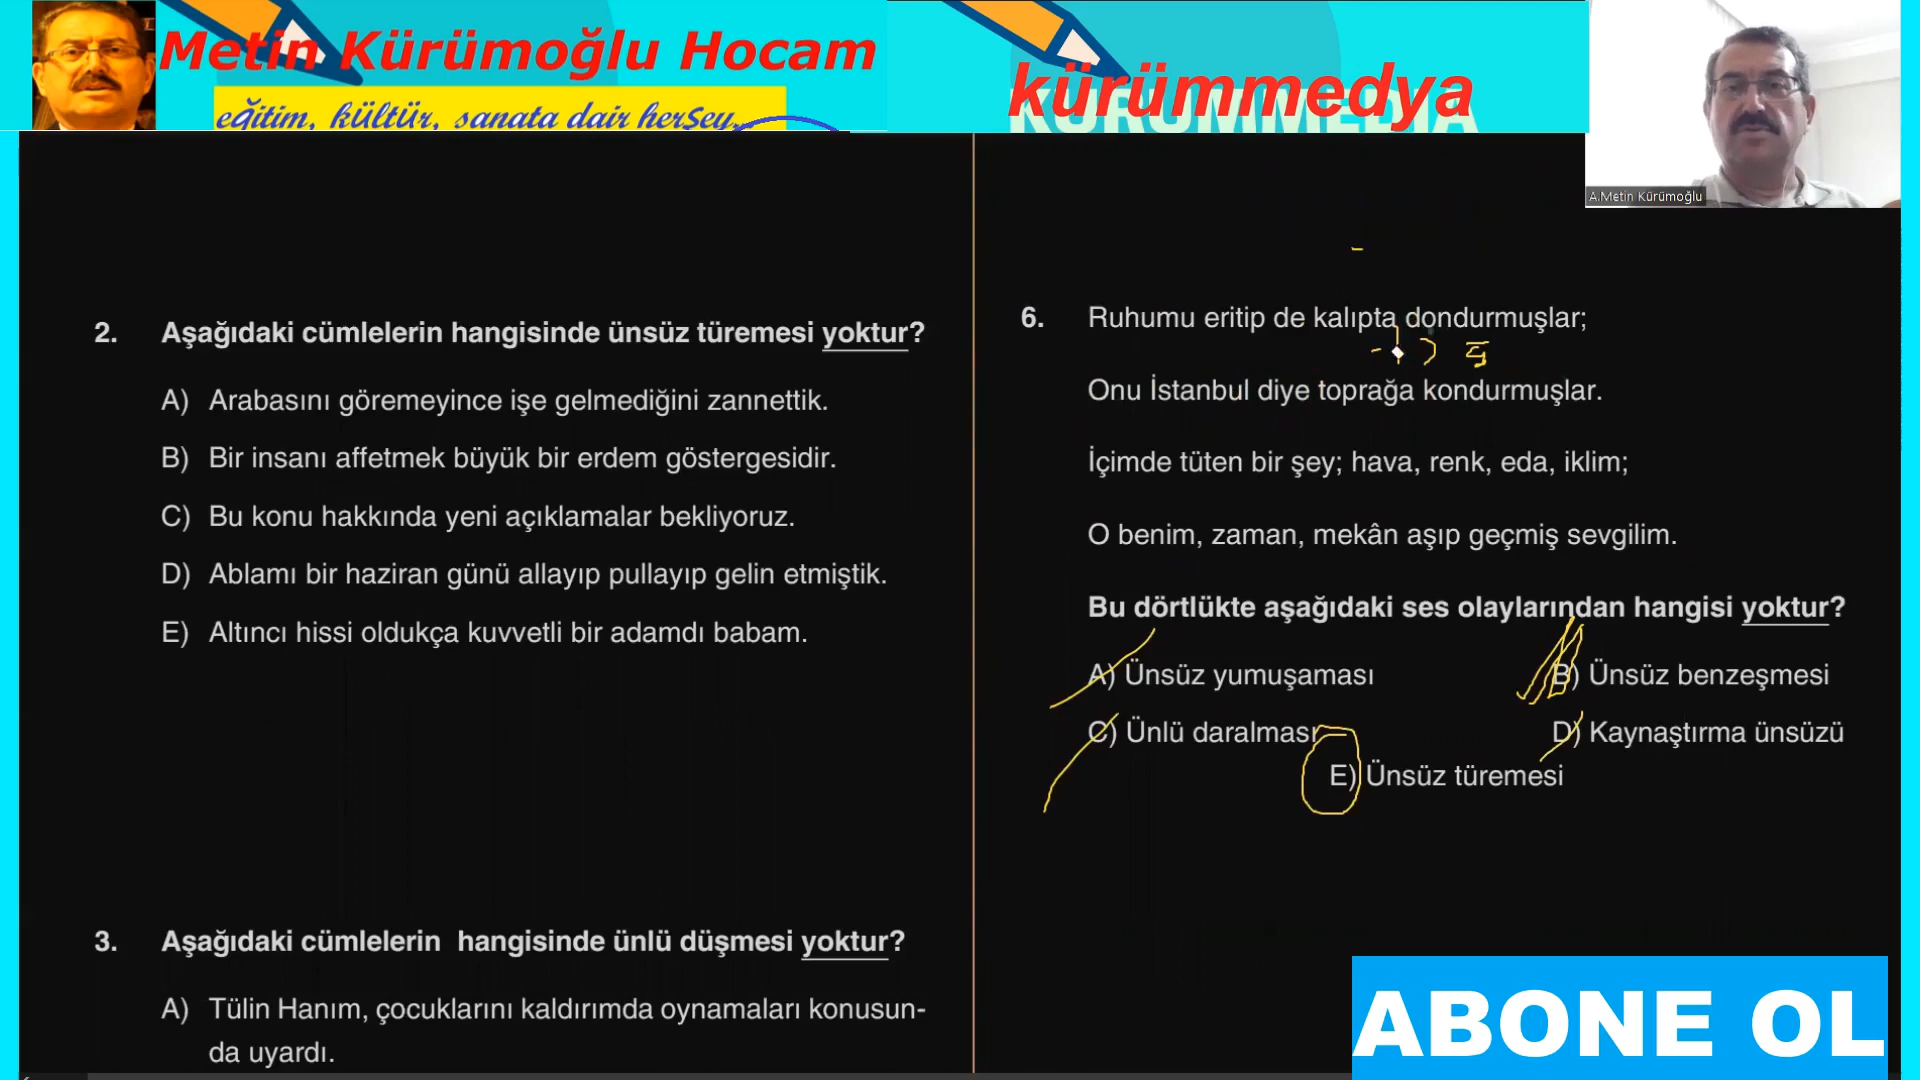 Metin Kürümoğlu Hocam
eğitim, kültür, sanata dair herşey..
kürümmedya
KÜRÜMMEDYA
A.Metin Kürümoğlu
2. Aşağıdaki cümlelerin hangisinde ünsüz türemesi yoktur?
A) Arabasını göremeyince işe gelmediğini zannettik.
B) Bir insanı affetmek büyük bir erdem göstergesidir.
C) Bu konu hakkında yeni açıklamalar bekliyoruz.
D) Ablamı bir haziran günü allayıp pullayıp gelin etmiştik.
E) Altıncı hissi oldukça kuvvetli bir adamdı babam.
3. Aşağıdaki cümlelerin hangisinde ünlü düşmesi yoktur?
A) Tülin Hanım, çocuklarını kaldırımda oynamaları konusun-
da uyardı.
6. Ruhumu eritip de kalıpta dondurmuşlar;
Onu İstanbul diye toprağa kondurmuşlar.
İçimde tüten bir şey; hava, renk, eda, iklim;
O benim, zaman, mekân aşıp geçmiş sevgilim.
Bu dörtlükte aşağıdaki ses olaylarından hangisi yoktur?
A) Ünsüz yumuşaması B) Ünsüz benzeşmesi
C) Ünlü daralması D) Kaynaştırma ünsüzü
E) Ünsüz türemesi
ABONE OL